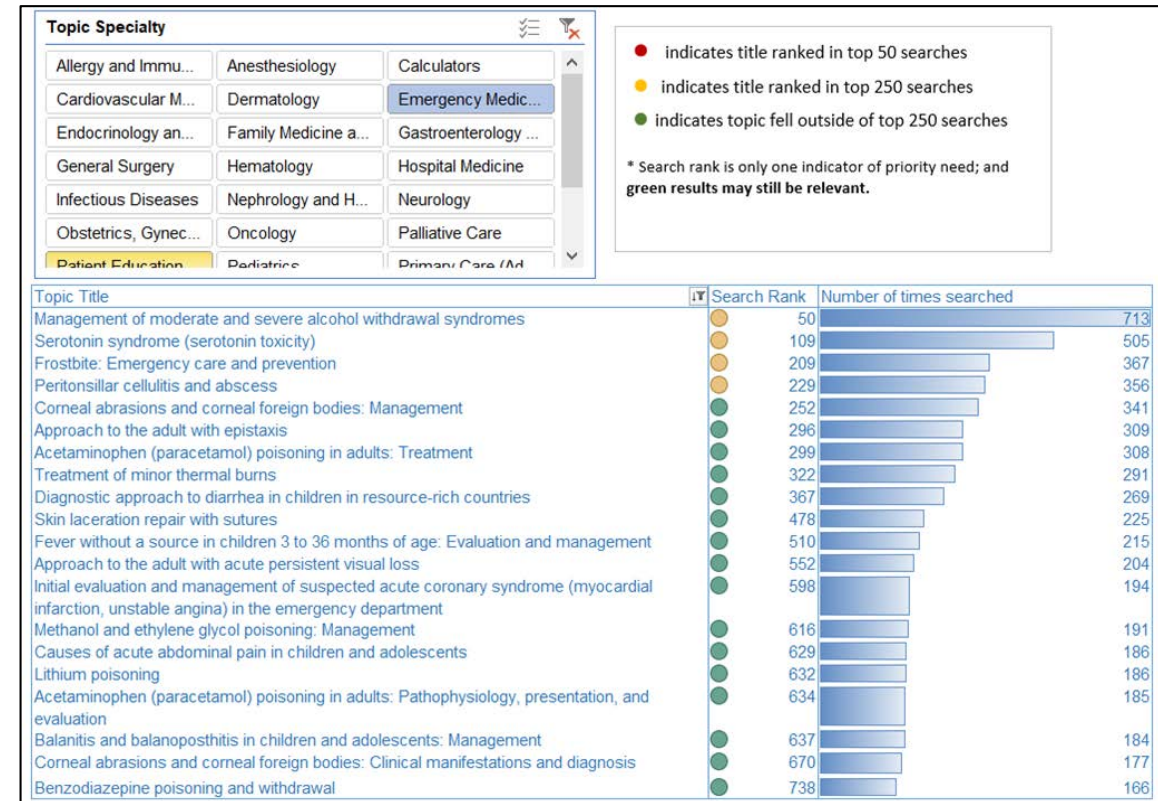 Topic Specialty
Allergy and Immu... Anesthesiology Calculators
Cardiovascular M... Dermatology Emergency Medic...
Endocrinology an... Family Medicine a... Gastroenterology ...
General Surgery Hematology Hospital Medicine
Infectious Diseases Nephrology and H... Neurology
Obstetrics, Gynec... Oncology Palliative Care
Patient Education Pediatrics Primary Care (Ad
indicates title ranked in top 50 searches
indicates title ranked in top 250 searches
indicates topic fell outside of top 250 searches
* Search rank is only one indicator of priority need; and
green results may still be relevant.
Topic Title Search Rank Number of times searched
Management of moderate and severe alcohol withdrawal syndromes 50 713
Serotonin syndrome (serotonin toxicity) 109 505
Frostbite: Emergency care and prevention 209 367
Peritonsillar cellulitis and abscess 229 356
Corneal abrasions and corneal foreign bodies: Management 252 341
Approach to the adult with epistaxis 296 309
Acetaminophen (paracetamol) poisoning in adults: Treatment 299 308
Treatment of minor thermal burns 322 291
Diagnostic approach to diarrhea in children in resource-rich countries 367 269
Skin laceration repair with sutures 478 225
Fever without a source in children 3 to 36 months of age: Evaluation and management 510 215
Approach to the adult with acute persistent visual loss 552 204
Initial evaluation and management of suspected acute coronary syndrome (myocardial 598 194
infarction, unstable angina) in the emergency department
Methanol and ethylene glycol poisoning: Management 616 191
Causes of acute abdominal pain in children and adolescents 629 186
Lithium poisoning 632 186
Acetaminophen (paracetamol) poisoning in adults: Pathophysiology, presentation, and 634 185
evaluation
Balanitis and balanoposthitis in children and adolescents: Management 637 184
Corneal abrasions and corneal foreign bodies: Clinical manifestations and diagnosis 670 177
Benzodiazepine poisoning and withdrawal 738 166